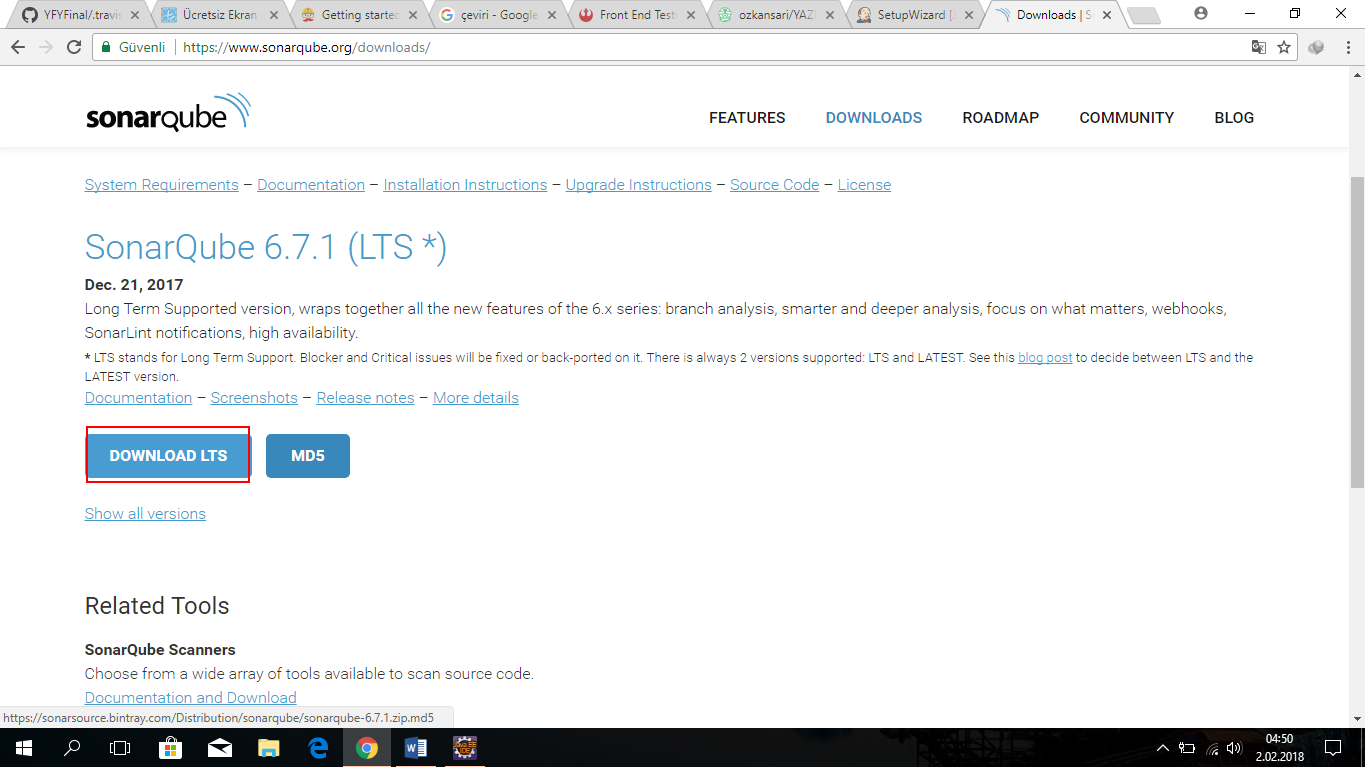 YFYFinal/.travis
Ücretsiz Ekran
Getting started
çeviri - Google
Front End Testi
ozkansari/YAZI
SetupWizard [J
Downloads | S
Güvenli
https://www.sonarqube.org/downloads/
sonarqube
FEATURES DOWNLOADS ROADMAP COMMUNITY BLOG
System Requirements – Documentation – Installation Instructions – Upgrade Instructions – Source Code – License
SonarQube 6.7.1 (LTS *)
Dec. 21, 2017
Long Term Supported version, wraps together all the new features of the 6.x series: branch analysis, smarter and deeper analysis, focus on what matters, webhooks,
SonarLint notifications, high availability.
* LTS stands for Long Term Support. Blocker and Critical issues will be fixed or back-ported on it. There is always 2 versions supported: LTS and LATEST. See this blog post to decide between LTS and the
LATEST version.
Documentation – Screenshots – Release notes – More details
DOWNLOAD LTS MD5
Show all versions
Related Tools
SonarQube Scanners
Choose from a wide array of tools available to scan source code.
Documentation and Download
https://sonarsource.bintray.com/Distribution/sonarqube/sonarqube-6.7.1.zip.md5
04:50
2.02.2018